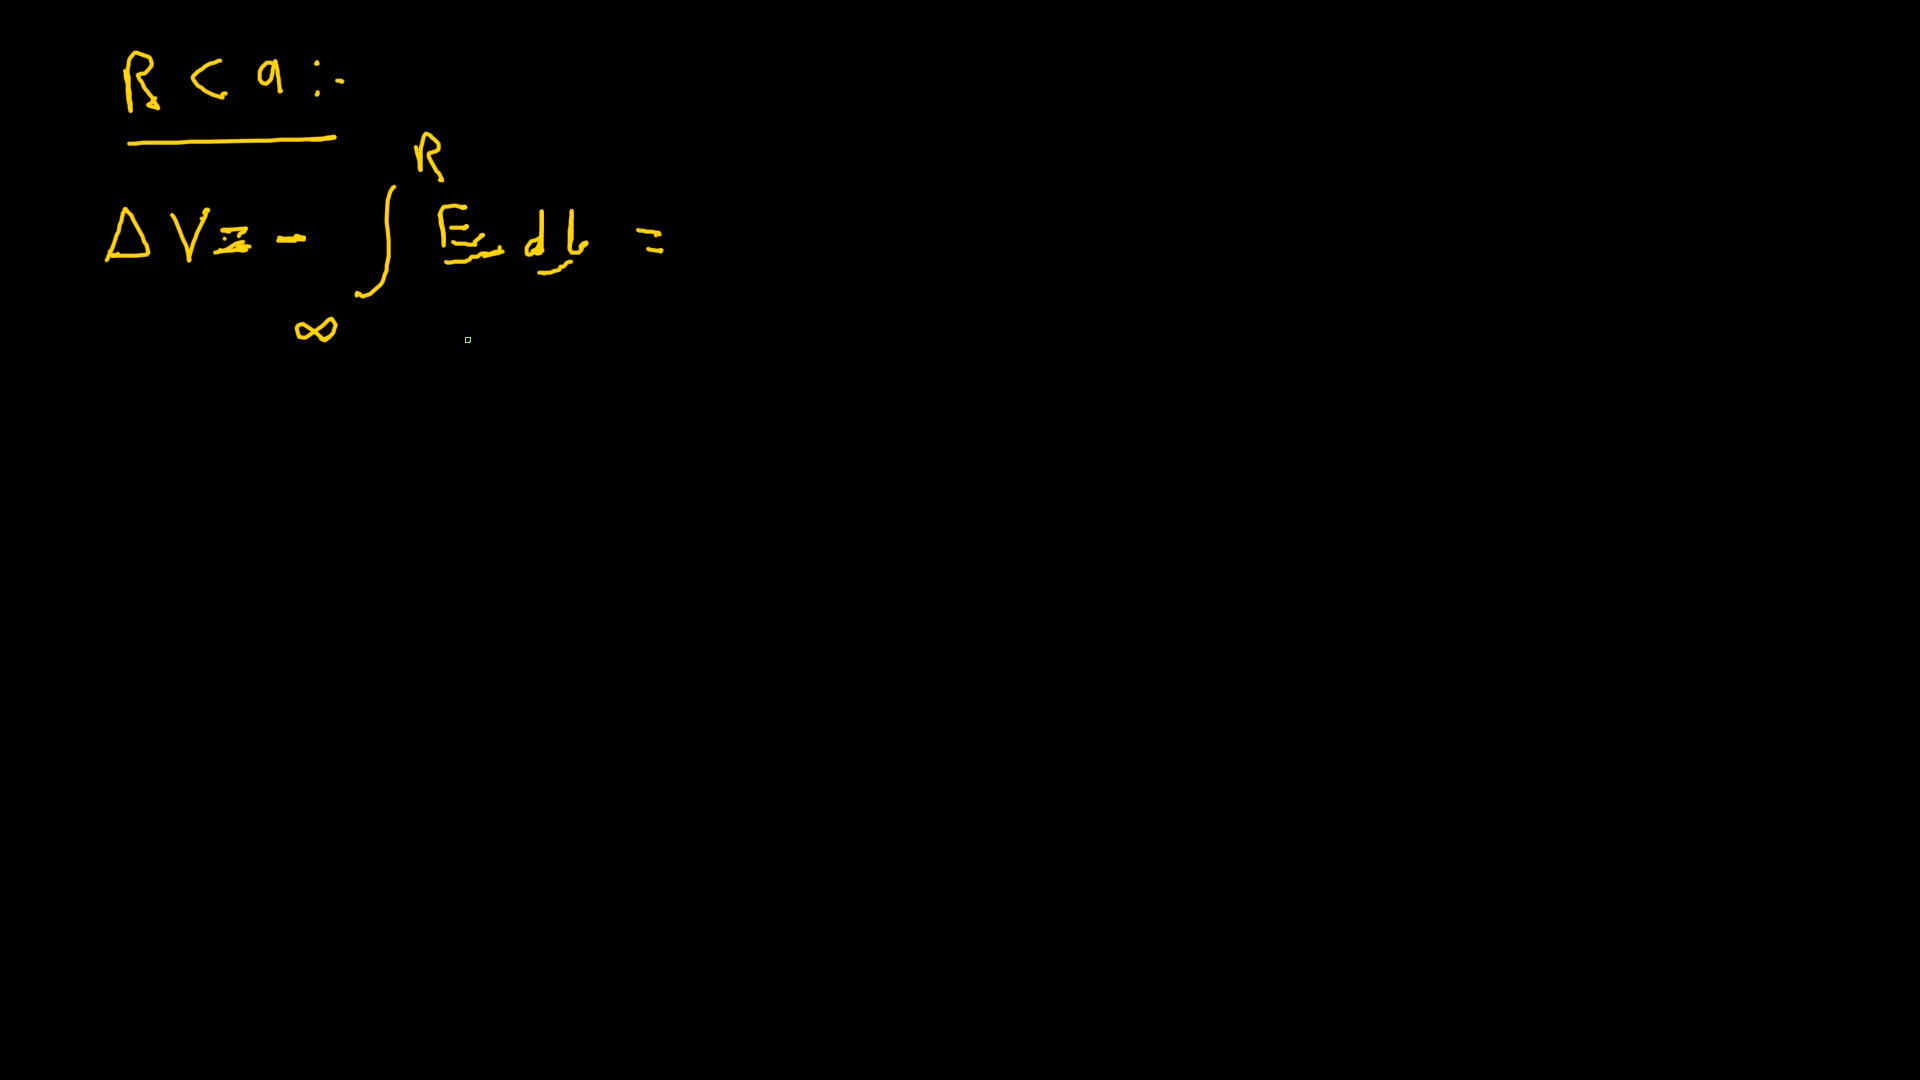 R < a :-
ΔV = - ∫_∞^R E · dl =